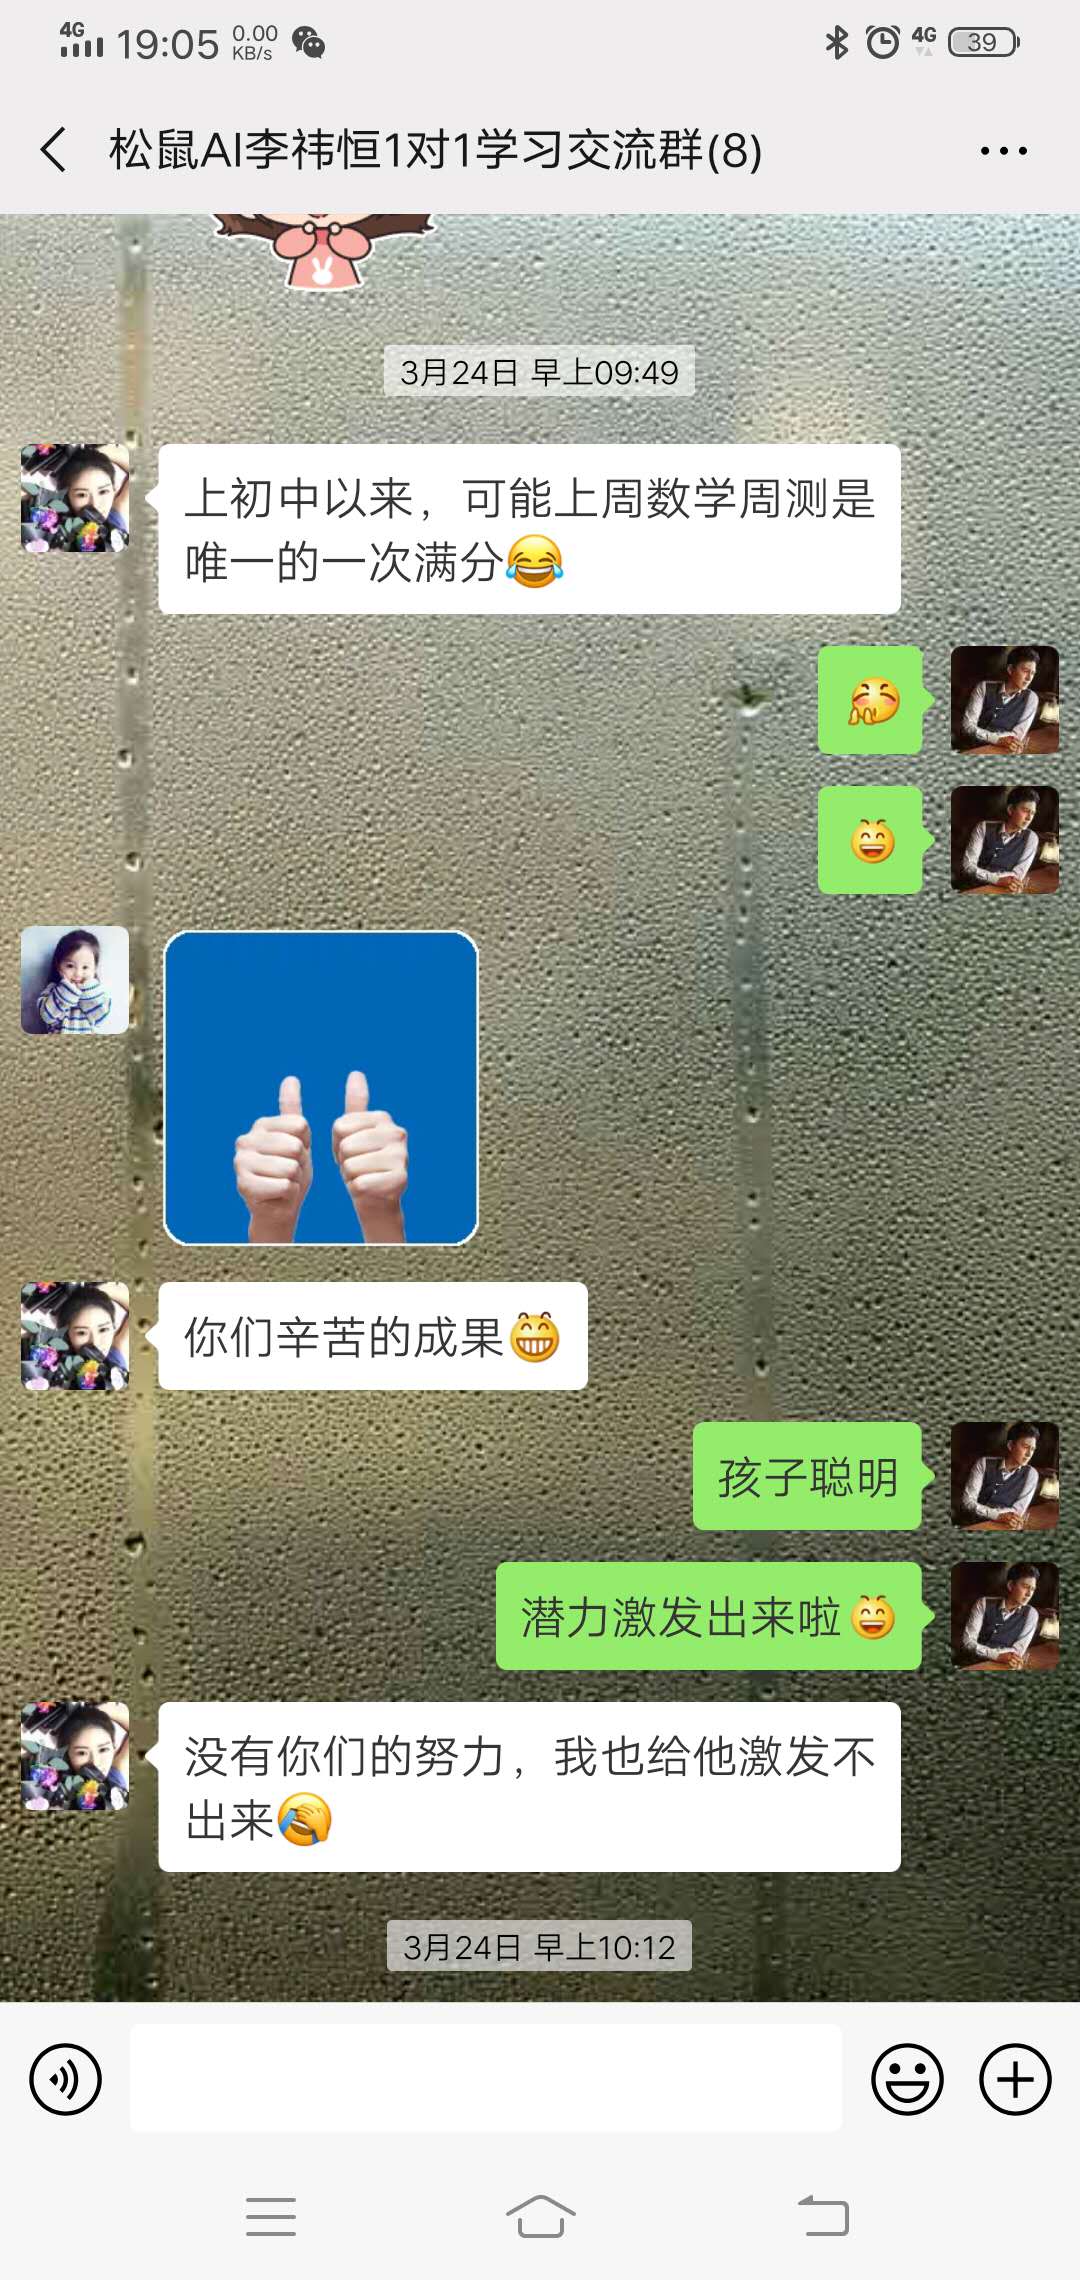 4G 19:05 0.00 KB/s 4G 39
松鼠AI李祎恒1对1学习交流群(8)
3月24日 早上09:49
上初中以来，可能上周数学周测是
唯一的一次满分😂
你们辛苦的成果😁
孩子聪明
潜力激发出来啦😄
没有你们的努力，我也给他激发不
出来🤦
3月24日 早上10:12